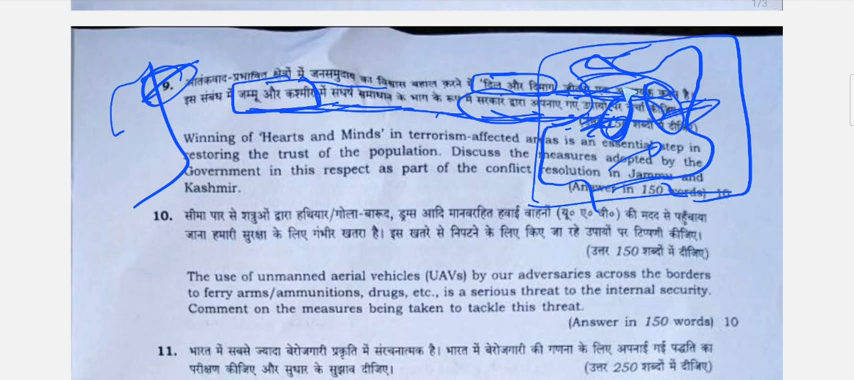 1/3
9. आतंकवाद-प्रभावित क्षेत्रों में जनसमुदाय का विश्वास बहाल करने में 'दिल और दिमाग' है।
इस संबंध में जम्मू और कश्मीर में संघर्ष समाधान के भाग के रूप में सरकार द्वारा अपनाए गए उपायों पर
150 शब्दों में
Winning of 'Hearts and Minds' in terrorism-affected areas is an essential step in
restoring the trust of the population. Discuss the measures adopted by the
Government in this respect as part of the conflict resolution in Jammu and
Kashmir.
(Answer in 150 words) 10
10. सीमा पार से शत्रुओं द्वारा हथियार/गोला-बारूद, ड्रग्स आदि मानवरहित हवाई वाहनों (यू० ए० वी०) की मदद से पहुँचाया
जाना हमारी सुरक्षा के लिए गंभीर खतरा है। इस खतरे से निपटने के लिए किए जा रहे उपायों पर टिप्पणी कीजिए।
(उत्तर 150 शब्दों में दीजिए)
The use of unmanned aerial vehicles (UAVs) by our adversaries across the borders
to ferry arms/ammunitions, drugs, etc., is a serious threat to the internal security.
Comment on the measures being taken to tackle this threat.
(Answer in 150 words) 10
11. भारत में सबसे ज्यादा बेरोजगारी प्रकृति में संरचनात्मक है। भारत में बेरोजगारी की गणना के लिए अपनाई गई पद्धति का
परीक्षण कीजिए और सुधार के सुझाव दीजिए।
(उत्तर 250 शब्दों में दीजिए)